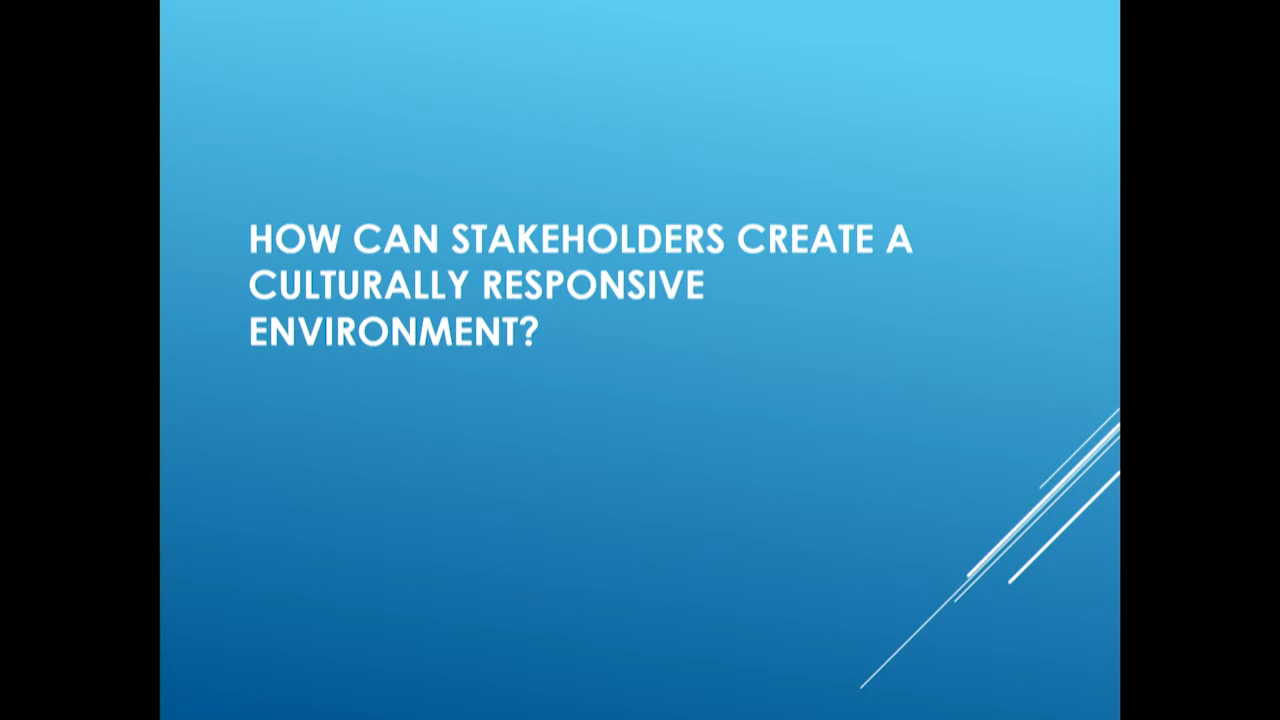 HOW CAN STAKEHOLDERS CREATE A
CULTURALLY RESPONSIVE
ENVIRONMENT?